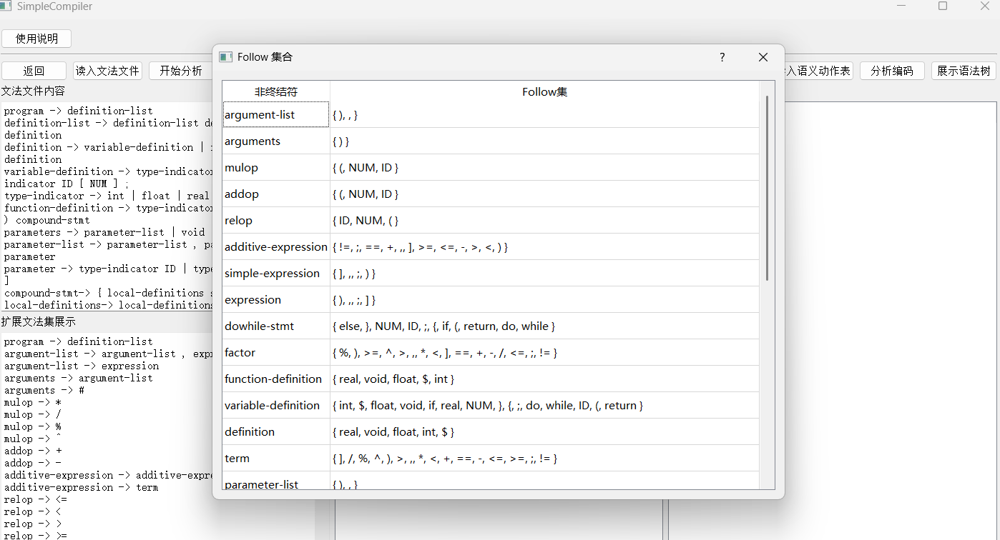 SimpleCompiler
使用说明
返回
读入文法文件
开始分析
入语义动作表
分析编码
展示语法树
文法文件内容
program -> definition-list
definition-list -> definition-list de
definition
definition -> variable-definition |
definition
variable-definition -> type-indicator
indicator ID [ NUM ] ;
type-indicator -> int | float | real
function-definition -> type-indicator
) compound-stmt
parameters -> parameter-list | void
parameter-list -> parameter-list , pa
parameter
parameter -> type-indicator ID | type
]
compound-stmt-> { local-definitions s
local-definitions-> local-definitions
扩展文法集展示
program -> definition-list
argument-list -> argument-list , expr
argument-list -> expression
arguments -> argument-list
arguments -> #
mulop -> *
mulop -> /
mulop -> %
mulop -> ^
addop -> +
addop -> -
additive-expression -> additive-expre
additive-expression -> term
relop -> <=
relop -> <
relop -> >
relop -> >=
Follow 集合
?
非终结符 Follow集
argument-list { ), , }
arguments { ) }
mulop { (, NUM, ID }
addop { (, NUM, ID }
relop { ID, NUM, ( }
additive-expression { !=, ;, ==, +, ,, ], >=, <=, -, >, <, ) }
simple-expression { ], ,, ;, ) }
expression { ), ,, ;, ] }
dowhile-stmt { else, }, NUM, ID, ;, {, if, (, return, do, while }
factor { %, ), >=, ^, >, ,, *, <, ], ==, +, -, /, <=, ;, != }
function-definition { real, void, float, $, int }
variable-definition { int, $, float, void, if, real, NUM, }, {, ;, do, while, ID, (, return }
definition { real, void, float, int, $ }
term { ], /, %, ^, ), >, ,, *, <, +, ==, -, <=, >=, ;, != }
parameter-list { ), , }